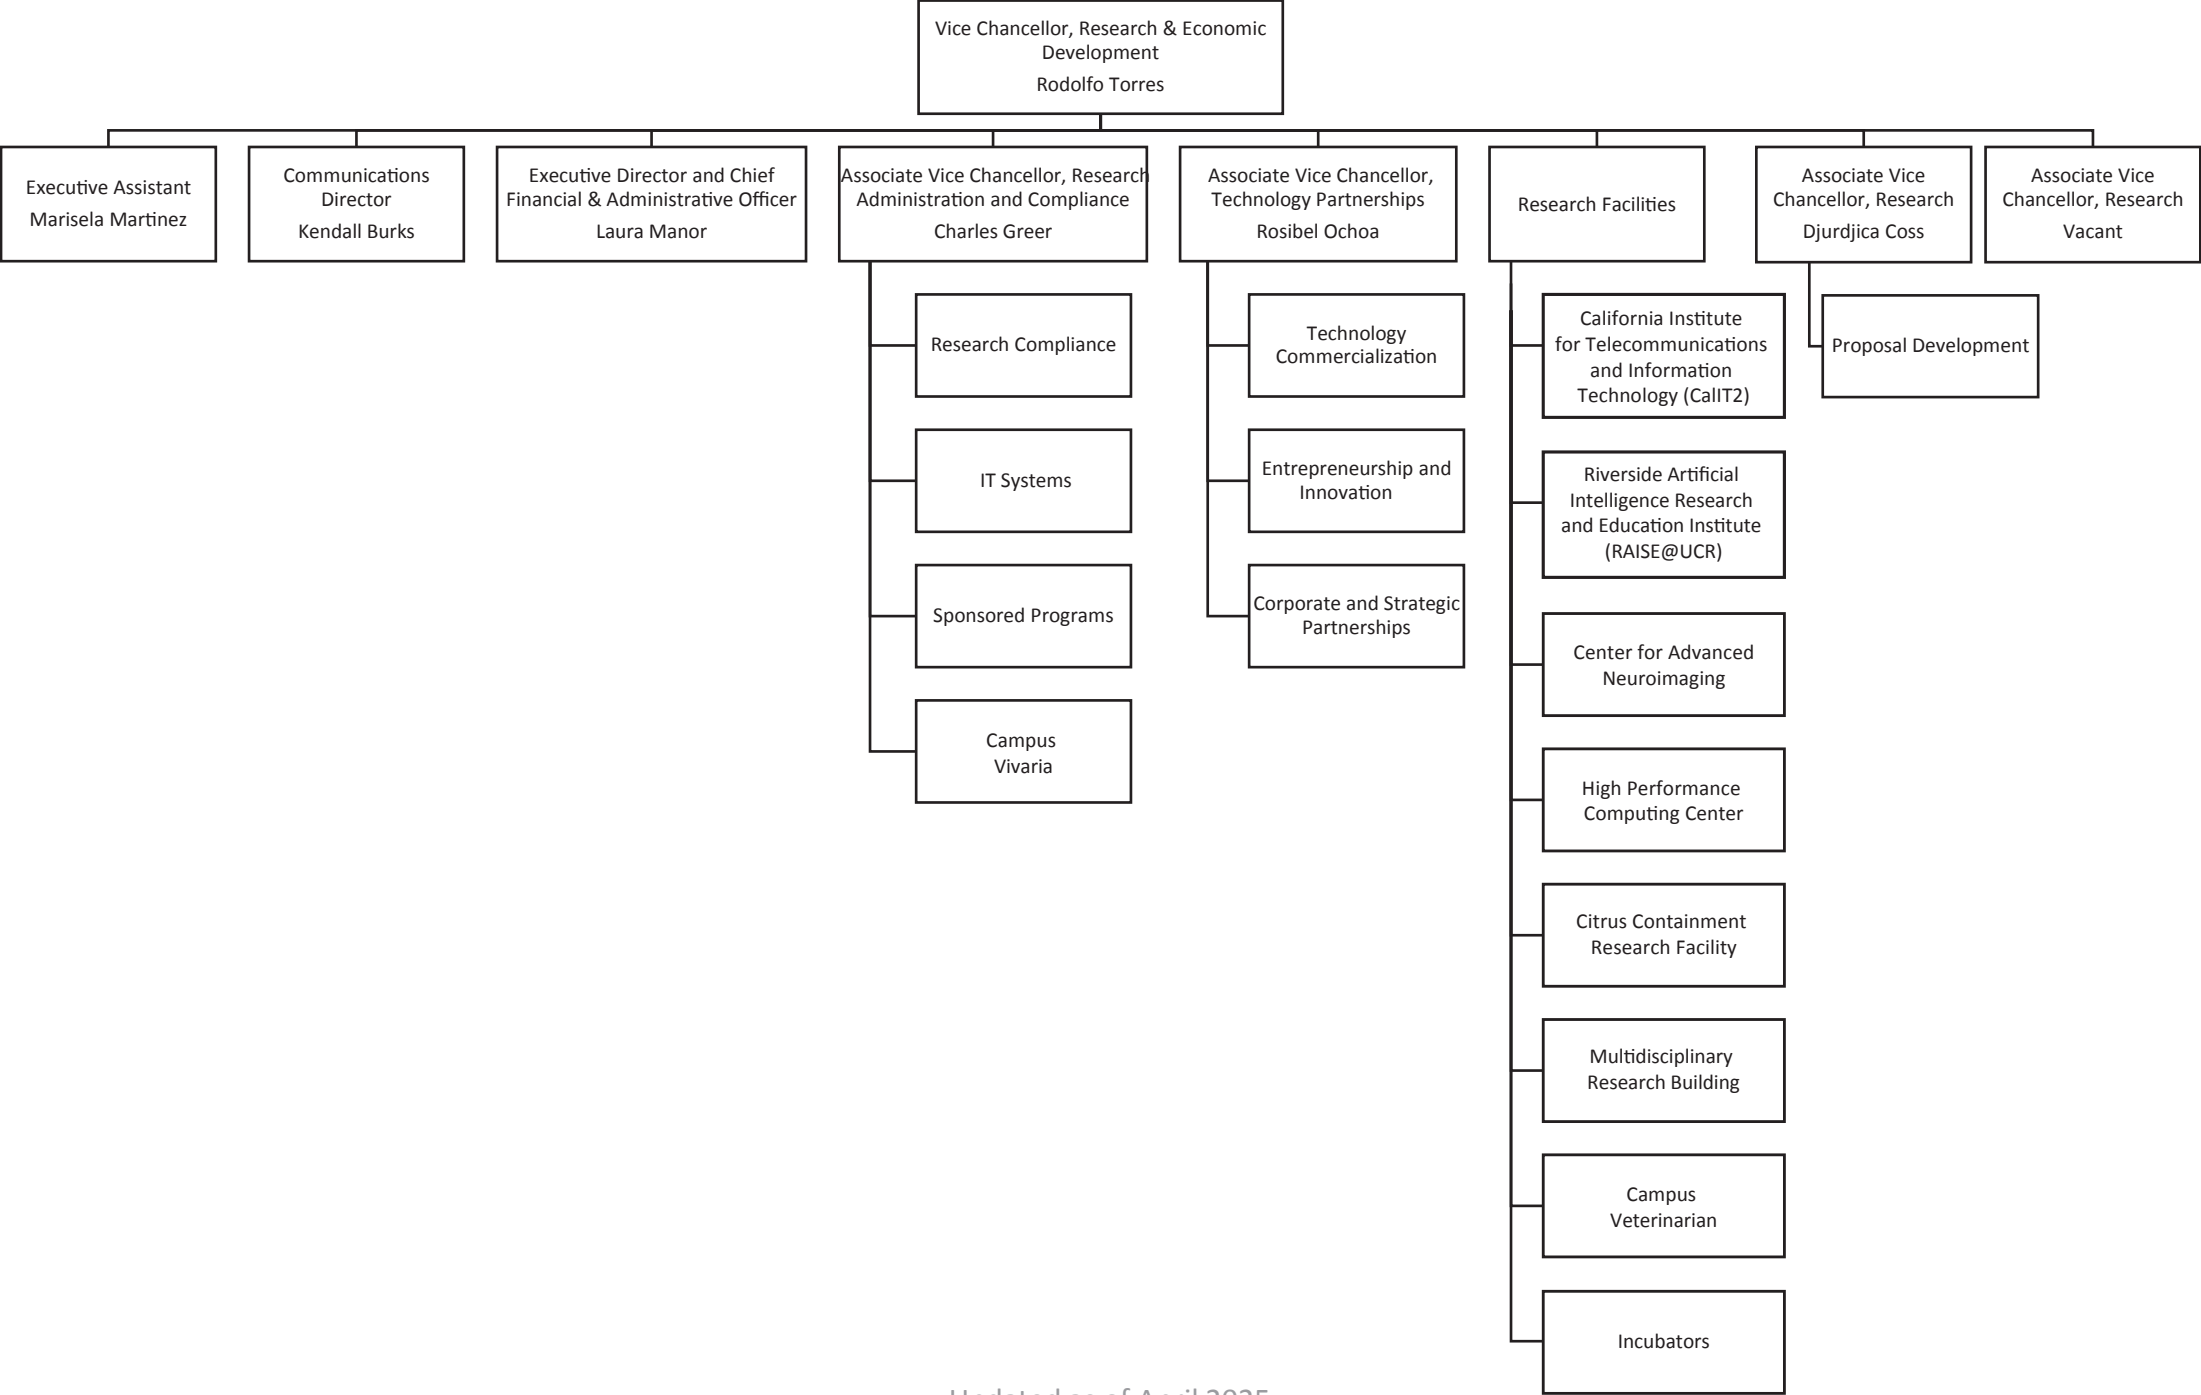 Vice Chancellor, Research & Economic
Development
Rodolfo Torres
Executive Assistant
Marisela Martinez
Communications
Director
Kendall Burks
Executive Director and Chief
Financial & Administrative Officer
Laura Manor
Associate Vice Chancellor, Research
Administration and Compliance
Charles Greer
Associate Vice Chancellor,
Technology Partnerships
Rosibel Ochoa
Research Facilities
Associate Vice
Chancellor, Research
Djurdjica Coss
Associate Vice
Chancellor, Research
Vacant
Research Compliance
IT Systems
Sponsored Programs
Campus
Vivaria
Technology
Commercialization
Entrepreneurship and
Innovation
Corporate and Strategic
Partnerships
California Institute
for Telecommunications
and Information
Technology (CalIT2)
Riverside Artificial
Intelligence Research
and Education Institute
(RAISE@UCR)
Center for Advanced
Neuroimaging
High Performance
Computing Center
Citrus Containment
Research Facility
Multidisciplinary
Research Building
Campus
Veterinarian
Incubators
Proposal Development
Updated as of April 2025